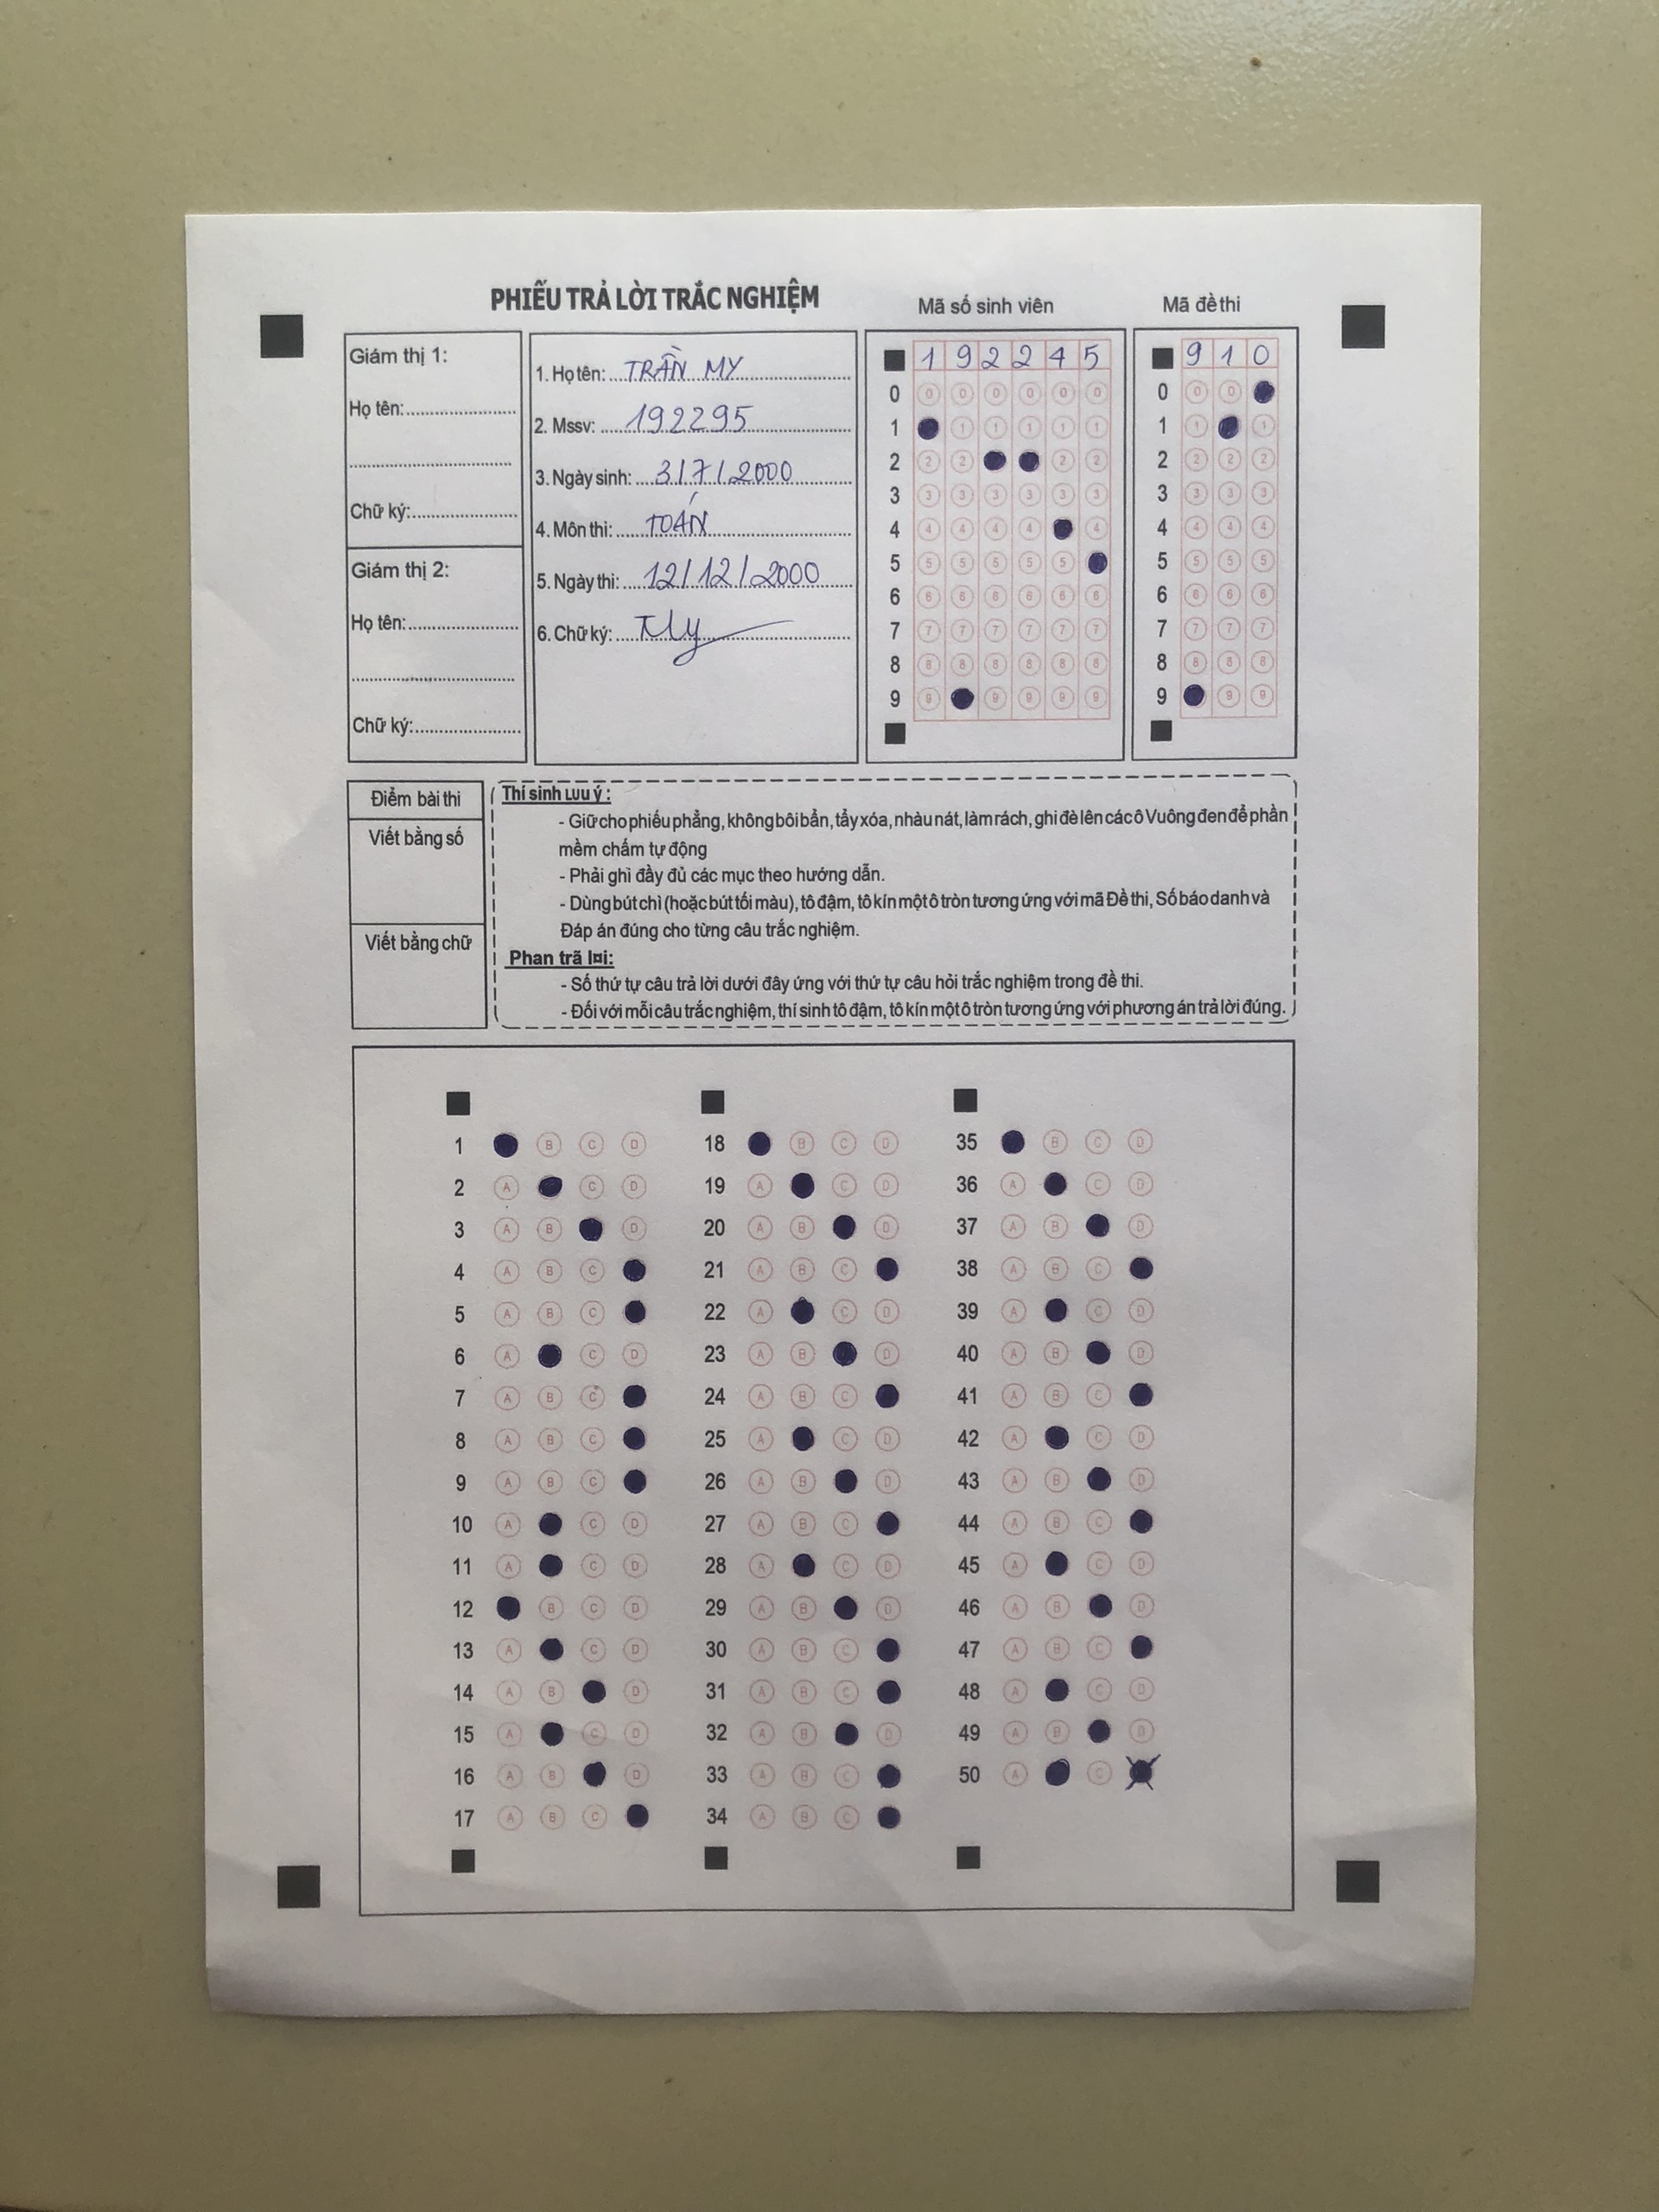 PHIẾU TRẢ LỜI TRẮC NGHIỆM
Mã số sinh viên
Mã đề thi
Giám thị 1:
Họ tên:
Chữ ký:
Giám thị 2:
Họ tên:
Chữ ký:
1. Họ tên: TRẦN MY
2. Mssv: 192295
3. Ngày sinh: 3/7/2000
4. Môn thi: TOÁN
5. Ngày thi: 12/12/2000
6. Chữ ký: My
1 9 2 2 4 5
0 0 0 0 0 0 0
1 1 1 1 1 1
2 2 2 2 2
3 3 3 3 3 3 3
4 4 4 4 4 4
5 5 5 5 5 5
6 6 6 6 6 6 6
7 7 7 7 7 7 7
8 8 8 8 8 8 8
9 9 9 9 9 9
9 1 0
0 0 0
1 1 1
2 2 2 2
3 3 3 3
4 4 4 4
5 5 5 5
6 6 6 6
7 7 7 7
8 8 8 8
9 9 9
Điểm bài thi
Viết bằng số
Viết bằng chữ
Thí sinh LƯU ý :
- Giữ cho phiếu phẳng, không bôi bẩn, tẩy xóa, nhàu nát, làm rách, ghi đè lên các ô Vuông đen để phần
mềm chấm tự động
- Phải ghì đầy đủ các mục theo hướng dẫn.
- Dùng bút chì (hoặc bút tối màu), tô đậm, tô kín một ô tròn tương ứng với mã Đề thi, Số báo danh và
Đáp án đúng cho từng câu trắc nghiệm.
Phan trã l¤i:
- Số thứ tự câu trả lời dưới đây ứng với thứ tự câu hỏi trắc nghiệm trong đề thi.
- Đối với mỗi câu trắc nghiệm, thí sinh tô đậm, tô kín một ô tròn tương ứng với phương án trả lời đúng.
1 B C D
2 A C D
3 A B D
4 A B C
5 A B C
6 A C D
7 A B C
8 A B C
9 A B C
10 A C D
11 A C D
12 B C D
13 A C D
14 A B D
15 A C D
16 A B D
17 A B C
18 B C D
19 A C D
20 A B D
21 A B C
22 A C D
23 A B D
24 A B C
25 A C D
26 A B D
27 A B C
28 A C D
29 A B D
30 A B C
31 A B C
32 A B D
33 A B C
34 A B C
35 B C D
36 A C D
37 A B D
38 A B C
39 A C D
40 A B D
41 A B C
42 A C D
43 A B D
44 A B C
45 A C D
46 A B D
47 A B C
48 A C D
49 A B D
50 A C